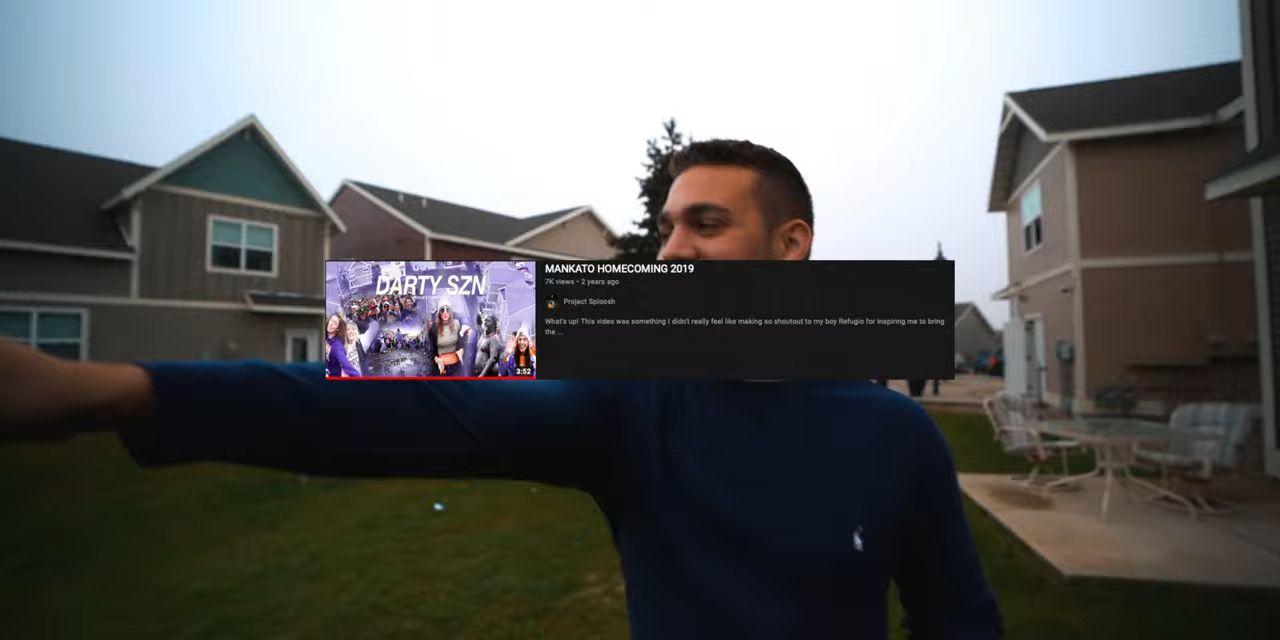 DARTY SZN
3:52
MANKATO HOMECOMING 2019
7K views • 2 years ago
Project Sploosh
What's up! This video was something I didn't really feel like making so shoutout to my boy Refugio for inspiring me to bring
the ...